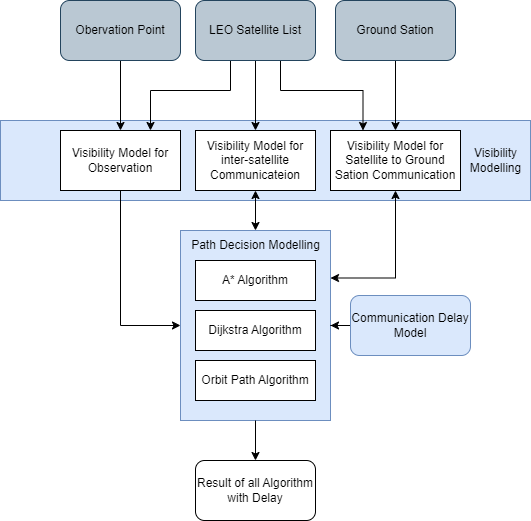 Obervation Point
LEO Satellite List
Ground Sation
Visibility Model for
Observation
Visibility Model for
inter-satellite
Communicateion
Visibility Model for
Satellite to Ground
Sation Communication
Visibility
Modelling
Path Decision Modelling
A* Algorithm
Dijkstra Algorithm
Orbit Path Algorithm
Communication Delay
Model
Result of all Algorithm
with Delay